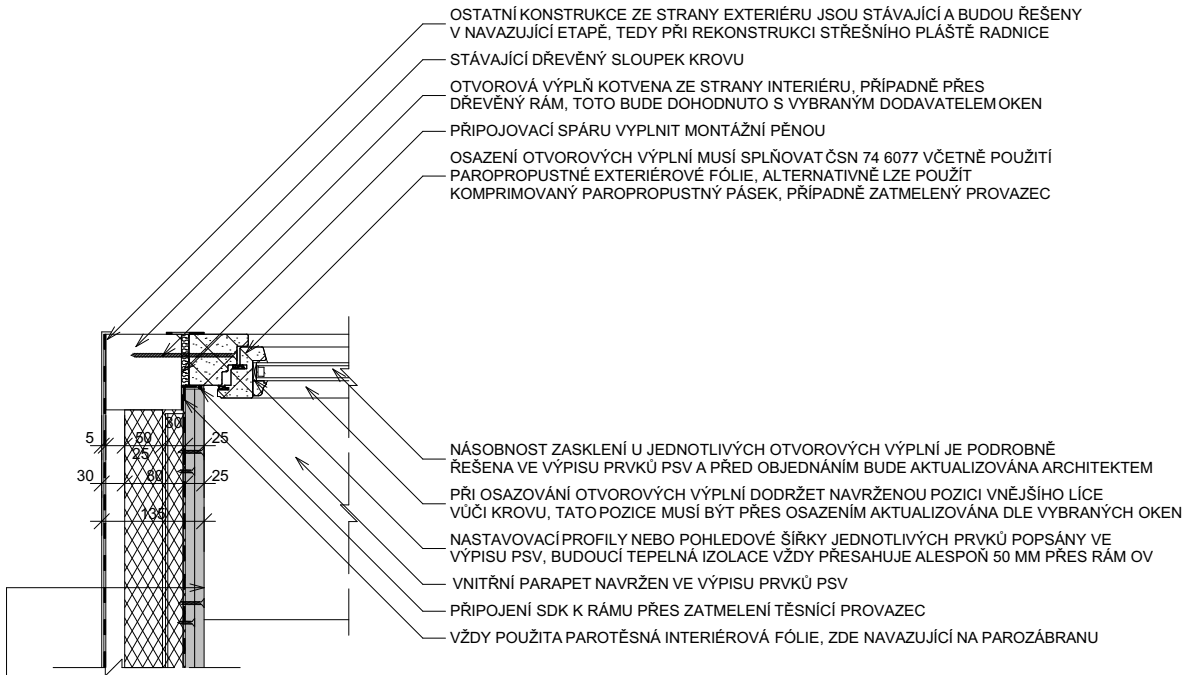 OSTATNÍ KONSTRUKCE ZE STRANY EXTERIÉRU JSOU STÁVAJÍCÍ A BUDOU ŘEŠENY
V NAVAZUJÍCÍ ETAPĚ, TEDY PŘI REKONSTRUKCI STŘEŠNÍHO PLÁŠTĚ RADNICE
STÁVAJÍCÍ DŘEVĚNÝ SLOUPEK KROVU
OTVOROVÁ VÝPLŇ KOTVENA ZE STRANY INTERIÉRU, PŘÍPADNĚ PŘES
DŘEVĚNÝ RÁM, TOTO BUDE DOHODNUTO S VYBRANÝM DODAVATELEM OKEN
PŘIPOJOVACÍ SPÁRU VYPLNIT MONTÁŽNÍ PĚNOU
OSAZENÍ OTVOROVÝCH VÝPLNÍ MUSÍ SPLŇOVAT ČSN 74 6077 VČETNĚ POUŽITÍ
PAROPROPUSTNÉ EXTERIÉROVÉ FÓLIE, ALTERNATIVNĚ LZE POUŽÍT
KOMPRIMOVANÝ PAROPROPUSTNÝ PÁSEK, PŘÍPADNĚ ZATMELENÝ PROVAZEC
80
5 50 25
25
30 80 25
135
NÁSOBNOST ZASKLENÍ U JEDNOTLIVÝCH OTVOROVÝCH VÝPLNÍ JE PODROBNĚ
ŘEŠENA VE VÝPISU PRVKŮ PSV A PŘED OBJEDNÁNÍM BUDE AKTUALIZOVÁNA ARCHITEKTEM
PŘI OSAZOVÁNÍ OTVOROVÝCH VÝPLNÍ DODRŽET NAVRŽENOU POZICI VNĚJŠÍHO LÍCE
VŮČI KROVU, TATO POZICE MUSÍ BÝT PŘES OSAZENÍM AKTUALIZOVÁNA DLE VYBRANÝCH OKEN
NASTAVOVACÍ PROFILY NEBO POHLEDOVÉ ŠÍŘKY JEDNOTLIVÝCH PRVKŮ POPSÁNY VE
VÝPISU PSV, BUDOUCÍ TEPELNÁ IZOLACE VŽDY PŘESAHUJE ALESPOŇ 50 MM PŘES RÁM OV
VNITŘNÍ PARAPET NAVRŽEN VE VÝPISU PRVKŮ PSV
PŘIPOJENÍ SDK K RÁMU PŘES ZATMELENÍ TĚSNÍCÍ PROVAZEC
VŽDY POUŽITA PAROTĚSNÁ INTERIÉROVÁ FÓLIE, ZDE NAVAZUJÍCÍ NA PAROZÁBRANU